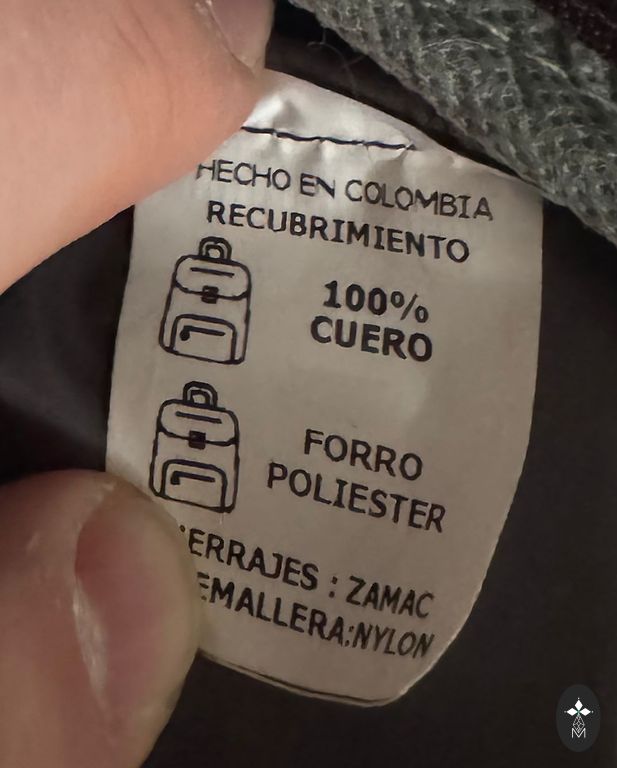 HECHO EN COLOMBIA
RECUBRIMIENTO
100%
CUERO
FORRO
POLIESTER
ERRAJES : ZAMAC
EMALLERA:NYLON
M